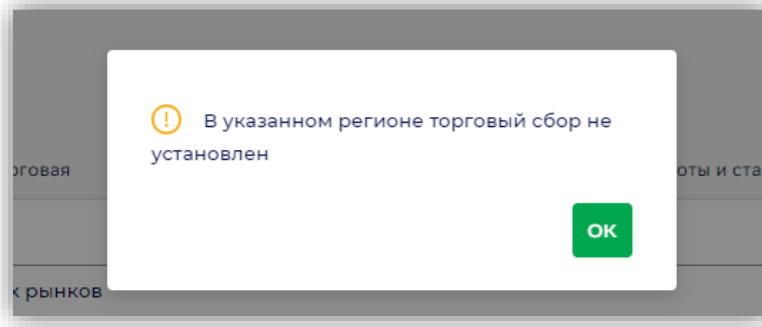 В указанном регионе торговый сбор не
установлен
рговая
оты и ста
ОК
х рынков